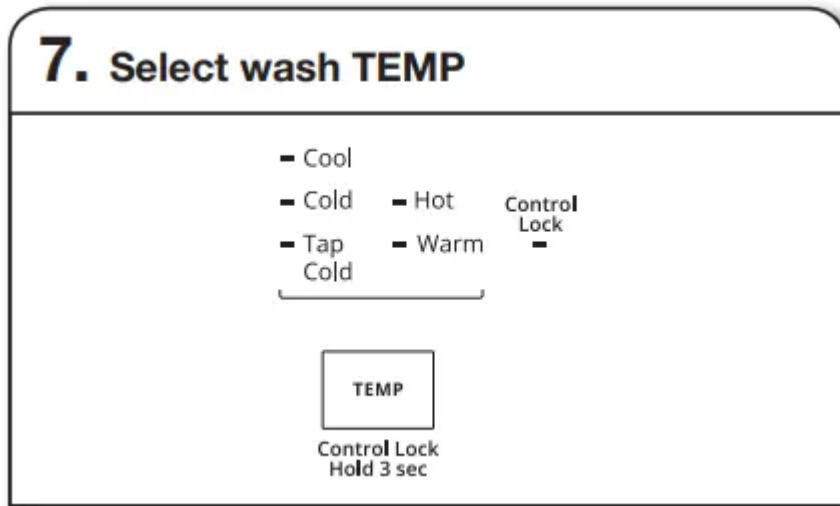 7. Select wash TEMP
Cool
Cold Hot
Control
Lock
Tap Warm
Cold
TEMP
Control Lock
Hold 3 sec